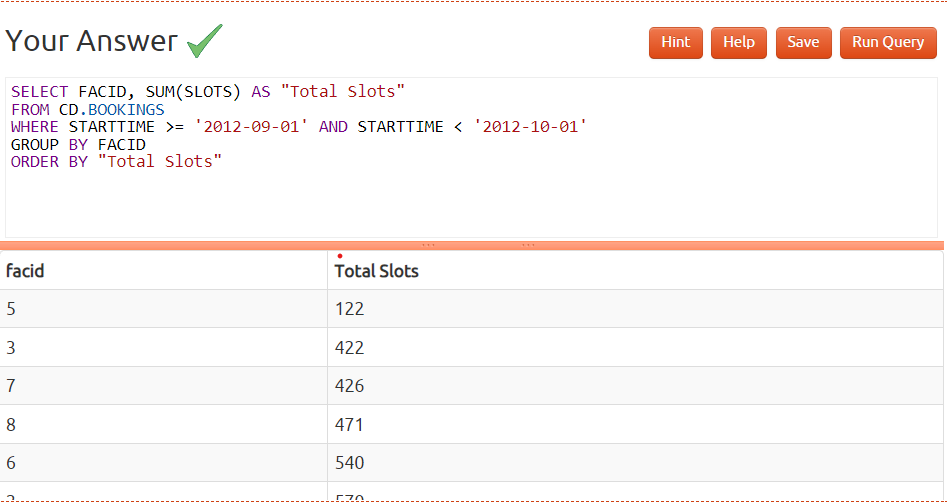 Your Answer
Hint Help Save Run Query
SELECT FACID, SUM(SLOTS) AS "Total Slots"
FROM CD.BOOKINGS
WHERE STARTTIME >= '2012-09-01' AND STARTTIME < '2012-10-01'
GROUP BY FACID
ORDER BY "Total Slots"
facid Total Slots
5 122
3 422
7 426
8 471
6 540